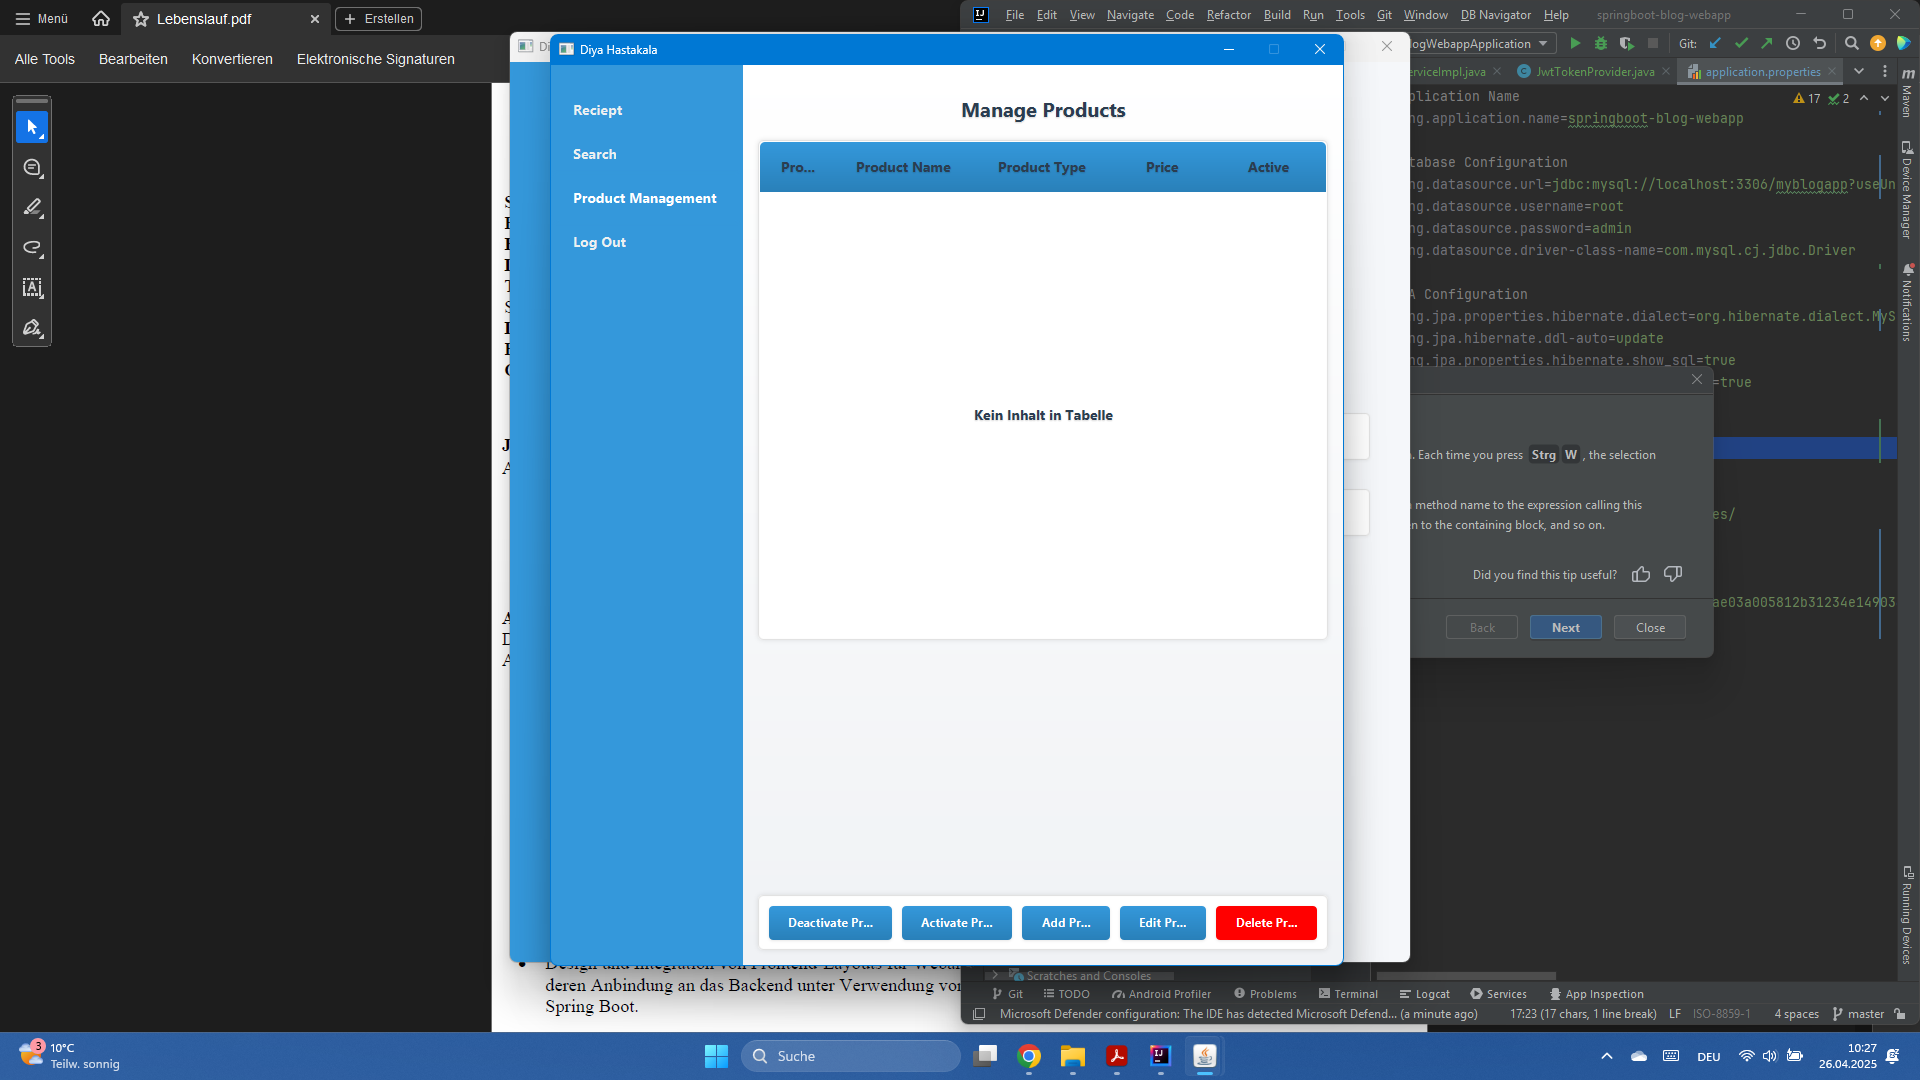 Menü
Lebenslauf.pdf
Erstellen
Alle Tools
Bearbeiten
Konvertieren
Elektronische Signaturen
Diya Hastakala
Reciept
Search
Product Management
Log Out
Manage Products
Pro...
Product Name
Product Type
Price
Active
Kein Inhalt in Tabelle
Deactivate Pr...
Activate Pr...
Add Pr...
Edit Pr...
Delete Pr...
deren Anbindung an das Backend unter Verwendung
Spring Boot.
File Edit View Navigate Code Refactor Build Run Tools Git Window DB Navigator Help springboot-blog-webapp
logWebappApplication
Git:
erviceImpl.java
JwtTokenProvider.java
application.properties
plication Name
17
2
ng.application.name=springboot-blog-webapp
tabase Configuration
ng.datasource.url=jdbc:mysql://localhost:3306/myblogapp?useUn
ng.datasource.username=root
ng.datasource.password=admin
ng.datasource.driver-class-name=com.mysql.cj.jdbc.Driver
A Configuration
ng.jpa.properties.hibernate.dialect=org.hibernate.dialect.MyS
ng.jpa.hibernate.ddl-auto=update
ng.jpa.properties.hibernate.show_sql=true
=true
. Each time you press Strg W , the selection
method name to the expression calling this
es/
n to the containing block, and so on.
Did you find this tip useful?
ae03a005812b31234e14903
Back
Next
Close
Maven
Device Manager
Notifications
Running Devices
Scratches and Consoles
Git
TODO
Android Profiler
Problems
Terminal
Logcat
Services
App Inspection
Microsoft Defender configuration: The IDE has detected Microsoft Defend... (a minute ago)
17:23 (17 chars, 1 line break)
LF
ISO-8859-1
4 spaces
master
3
10°C
Teilw. sonnig
Suche
DEU
10:27
26.04.2025